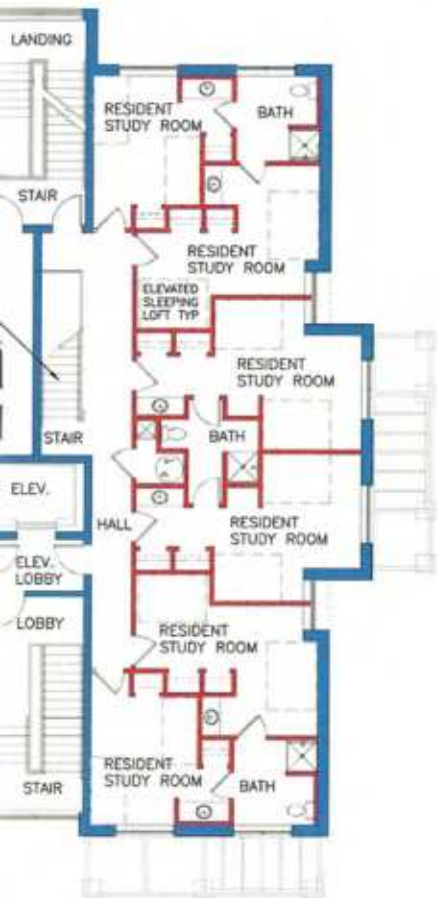 LANDING
RESIDENT
STUDY ROOM
BATH
STAIR
RESIDENT
STUDY ROOM
ELEVATED
SLEEPING
LOFT TYP
RESIDENT
STUDY ROOM
STAIR
BATH
ELEV.
HALL
RESIDENT
STUDY ROOM
ELEV.
LOBBY
LOBBY
RESIDENT
STUDY ROOM
RESIDENT
STUDY ROOM
BATH
STAIR